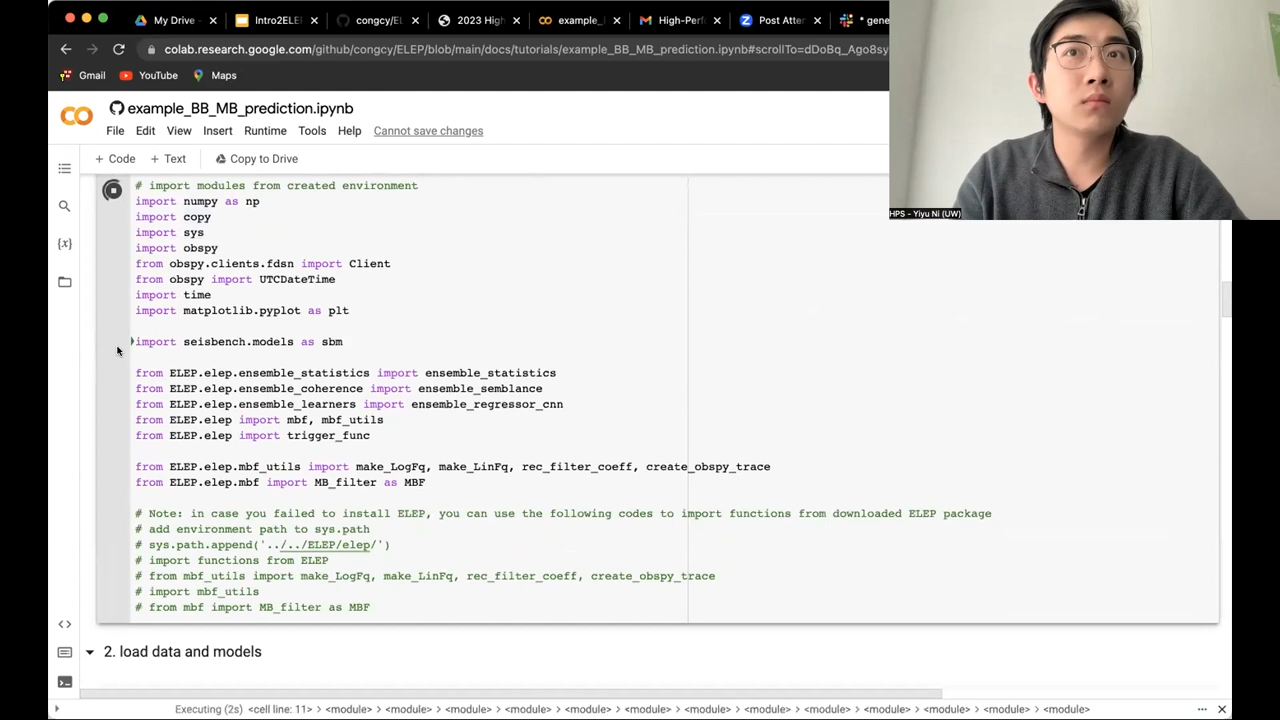 My Drive -
Intro2ELE
congcy/EL
2023 High
example_
High-Perf
Post Atter
* gene
colab.research.google.com/github/congcy/ELEP/blob/main/docs/tutorials/example_BB_MB_prediction.ipynb#scrollTo=dDoBq_Ago8sy
Gmail
YouTube
Maps
example_BB_MB_prediction.ipynb
File Edit View Insert Runtime Tools Help Cannot save changes
+ Code + Text Copy to Drive
# import modules from created environment
import numpy as np
import copy
import sys
import obspy
from obspy.clients.fdsn import Client
from obspy import UTCDateTime
import time
import matplotlib.pyplot as plt
import seisbench.models as sbm
from ELEP.elep.ensemble_statistics import ensemble_statistics
from ELEP.elep.ensemble_coherence import ensemble_semblance
from ELEP.elep.ensemble_learners import ensemble_regressor_cnn
from ELEP.elep import mbf, mbf_utils
from ELEP.elep import trigger_func
from ELEP.elep.mbf_utils import make_LogFq, make_LinFq, rec_filter_coeff, create_obspy_trace
from ELEP.elep.mbf import MB_filter as MBF
# Note: in case you failed to install ELEP, you can use the following codes to import functions from downloaded ELEP package
# add environment path to sys.path
# sys.path.append('../../ELEP/elep/')
# import functions from ELEP
# from mbf_utils import make_LogFq, make_LinFq, rec_filter_coeff, create_obspy_trace
# import mbf_utils
# from mbf import MB_filter as MBF
2. load data and models
Executing (2s) <cell line: 11> > <module> > <module> > <module> > <module> > <module> > <module> > <module> > <module> > <module> > <module> > <module> > <module> > <module>
HPS - Yiyu Ni (UW)